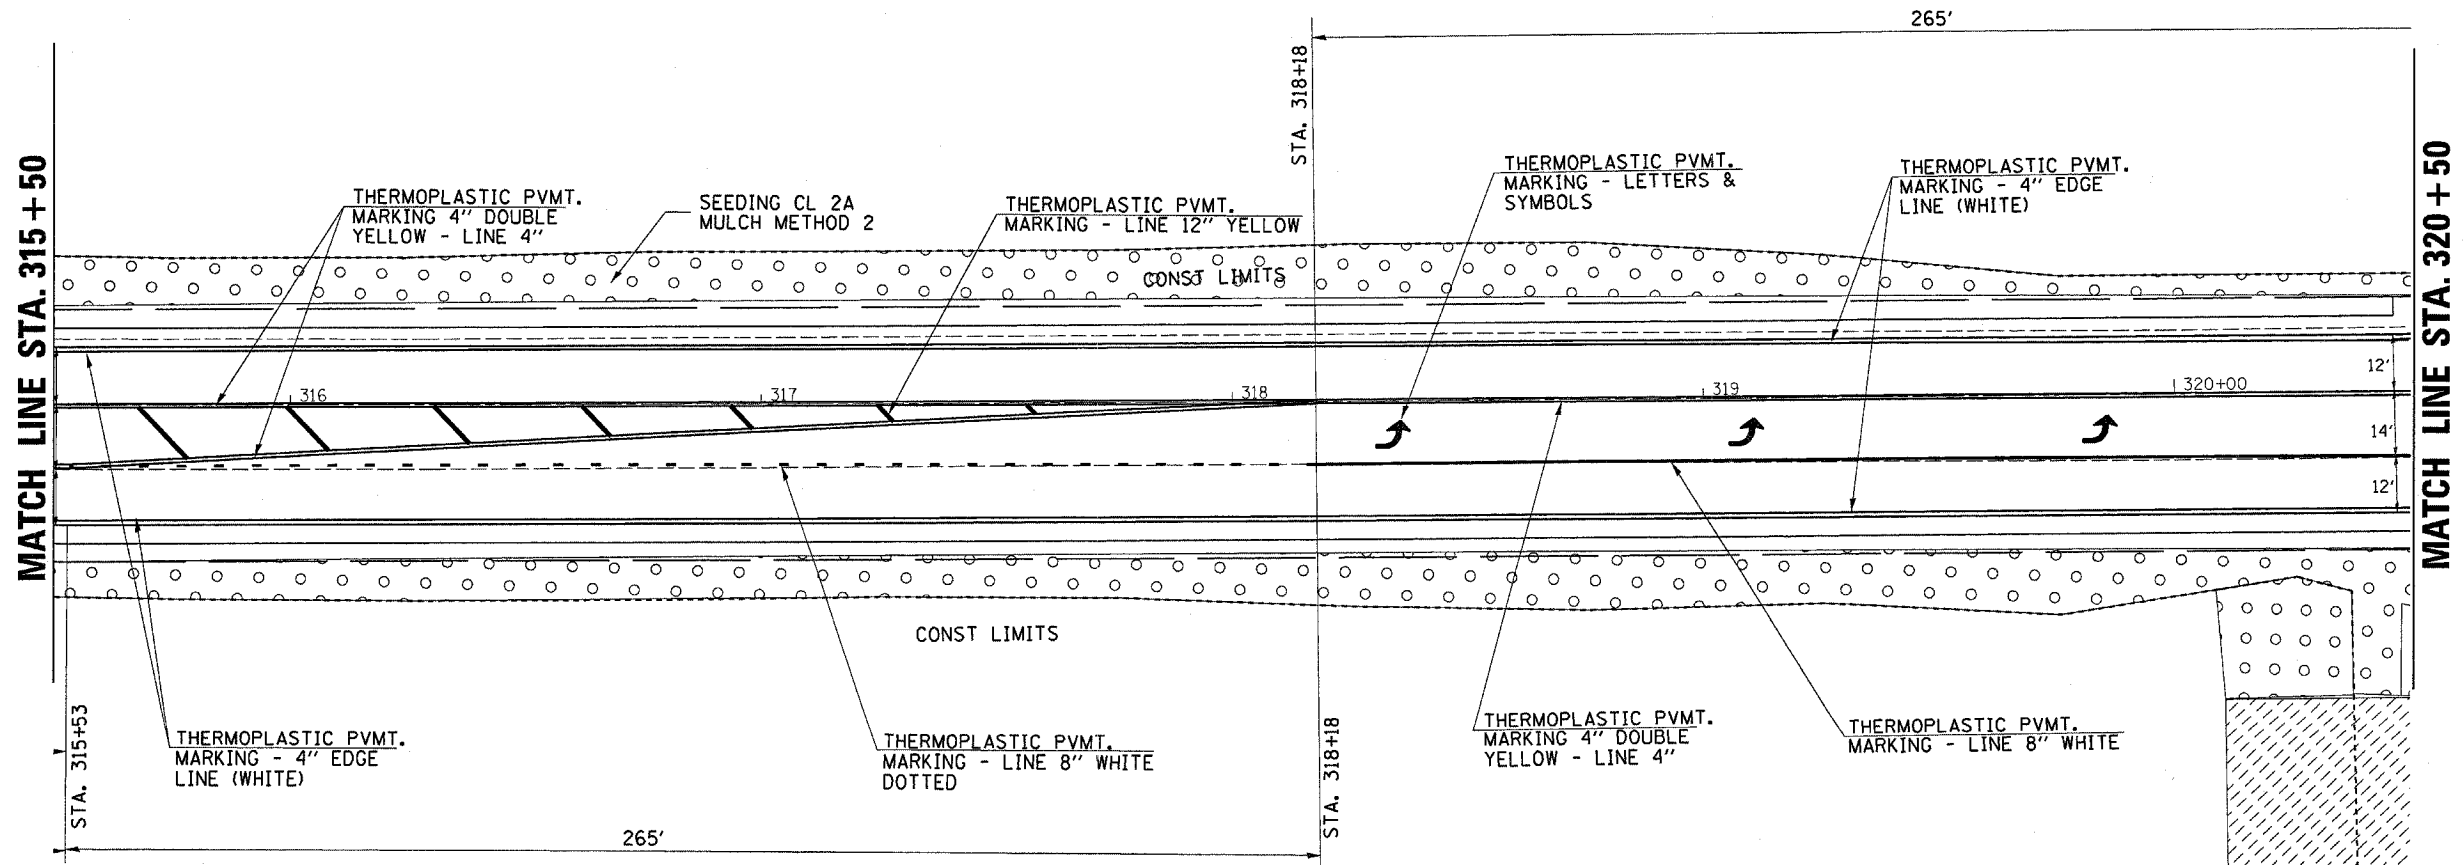 265'
STA. 318+18
MATCH LINE STA. 315+50
MATCH LINE STA. 320+50
THERMOPLASTIC PVMT.
MARKING 4" DOUBLE
YELLOW - LINE 4"
SEEDING CL 2A
MULCH METHOD 2
THERMOPLASTIC PVMT.
MARKING - LINE 12" YELLOW
THERMOPLASTIC PVMT.
MARKING - LETTERS &
SYMBOLS
THERMOPLASTIC PVMT.
MARKING - 4" EDGE
LINE (WHITE)
CONST LIMITS
12'
316
317
318
319
320+00
14'
12'
CONST LIMITS
STA. 315+53
THERMOPLASTIC PVMT.
MARKING - 4" EDGE
LINE (WHITE)
THERMOPLASTIC PVMT.
MARKING - LINE 8" WHITE
DOTTED
STA. 318+18
THERMOPLASTIC PVMT.
MARKING 4" DOUBLE
YELLOW - LINE 4"
THERMOPLASTIC PVMT.
MARKING - LINE 8" WHITE
265'